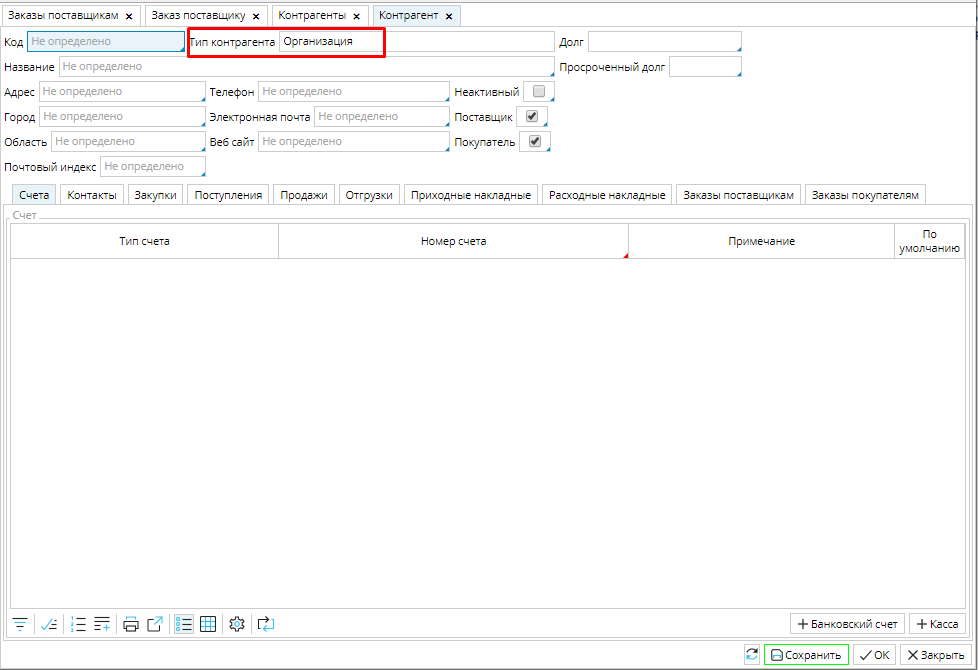 Заказы поставщикам Заказ поставщику Контрагенты Контрагент
Код Не определено Тип контрагента Организация Долг
Название Не определено Просроченный долг
Адрес Не определено Телефон Не определено Неактивный
Город Не определено Электронная почта Не определено Поставщик
Область Не определено Веб сайт Не определено Покупатель
Почтовый индекс Не определено
Счета Контакты Закупки Поступления Продажи Отгрузки Приходные накладные Расходные накладные Заказы поставщикам Заказы покупателям
Счет
Тип счета Номер счета Примечание По
умолчанию
Банковский счет Касса
Сохранить OK Закрыть